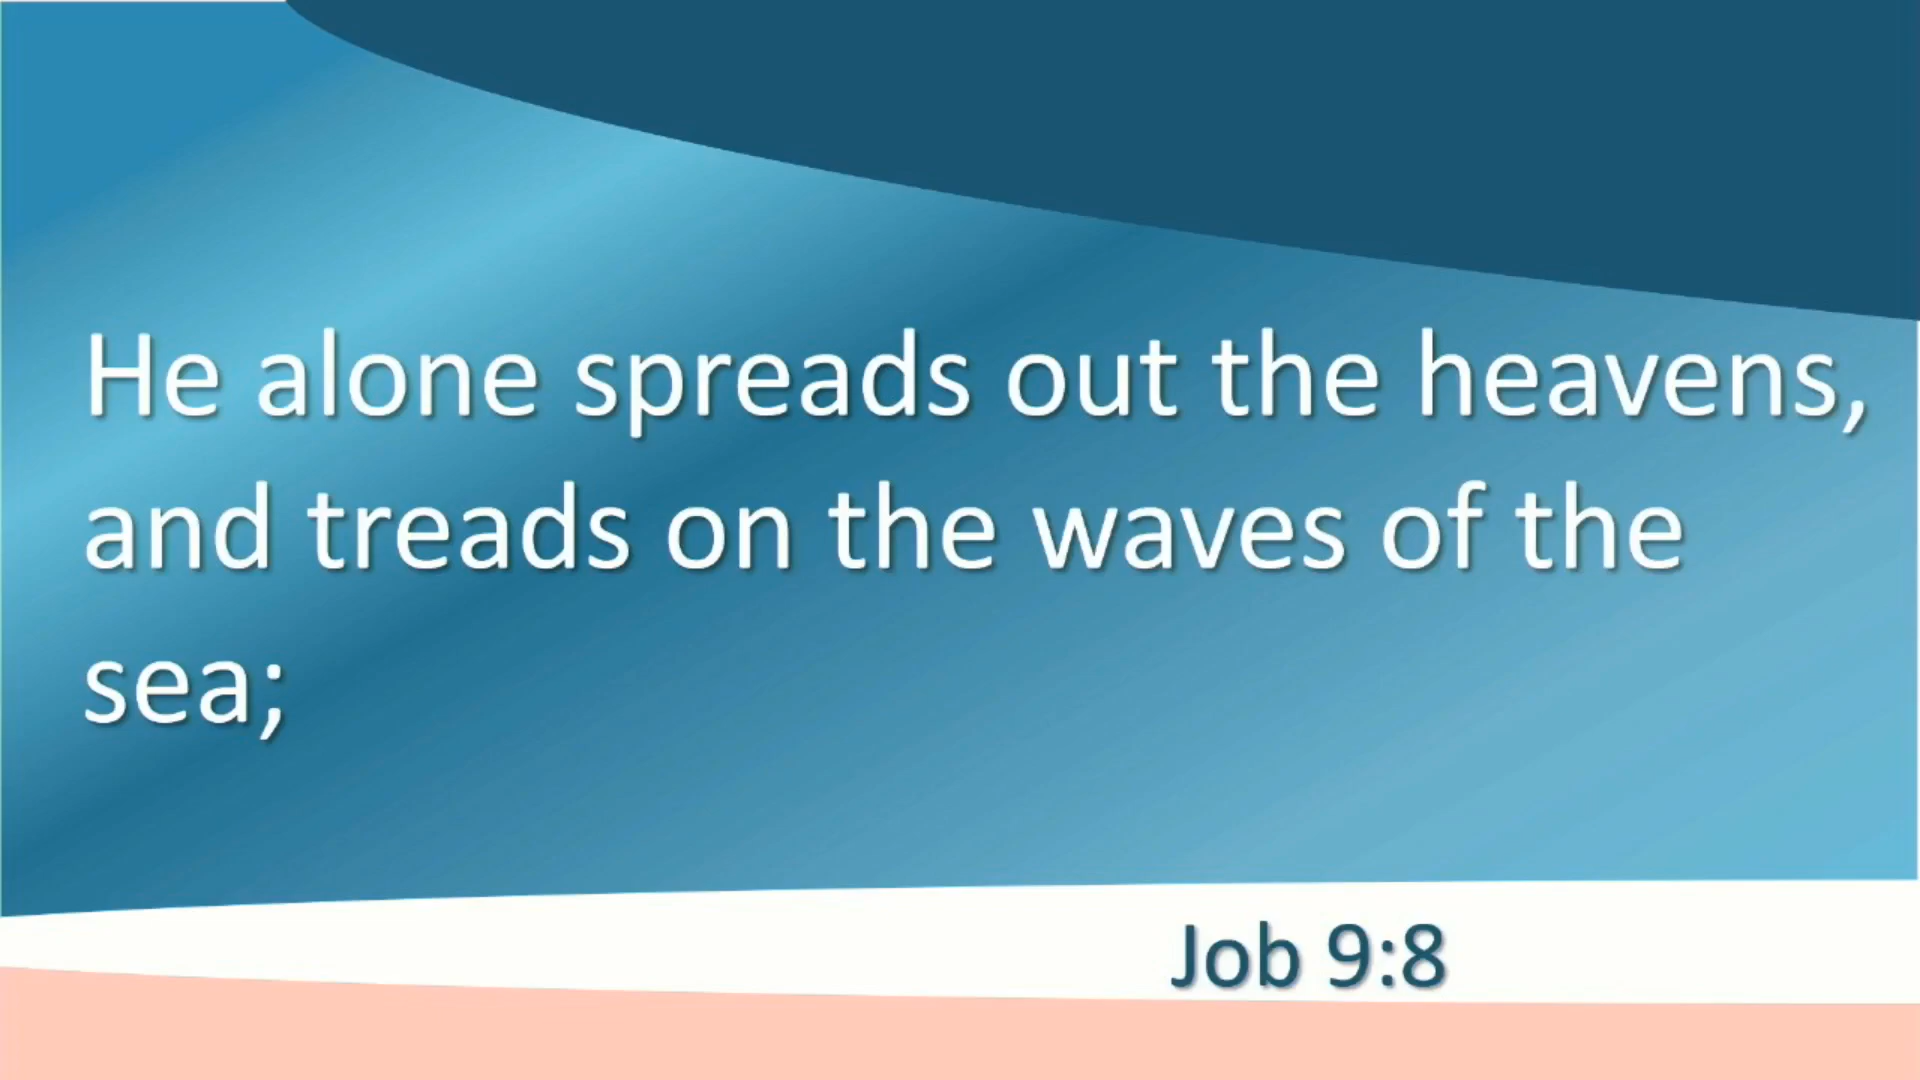 He alone spreads out the heavens,
and treads on the waves of the
sea;
Job 9:8